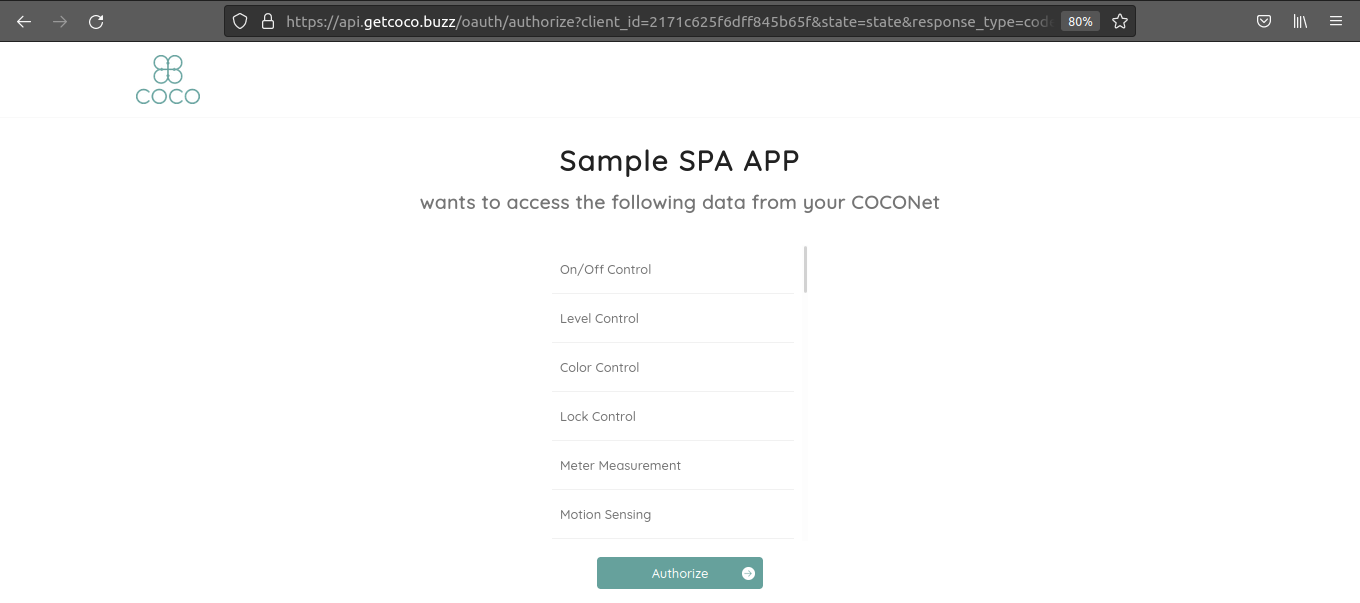 https://api.getcoco.buzz/oauth/authorize?client_id=2171c625f6dff845b65f&state=state&response_type=code
80%
COCO
Sample SPA APP
wants to access the following data from your COCONet
On/Off Control
Level Control
Color Control
Lock Control
Meter Measurement
Motion Sensing
Authorize